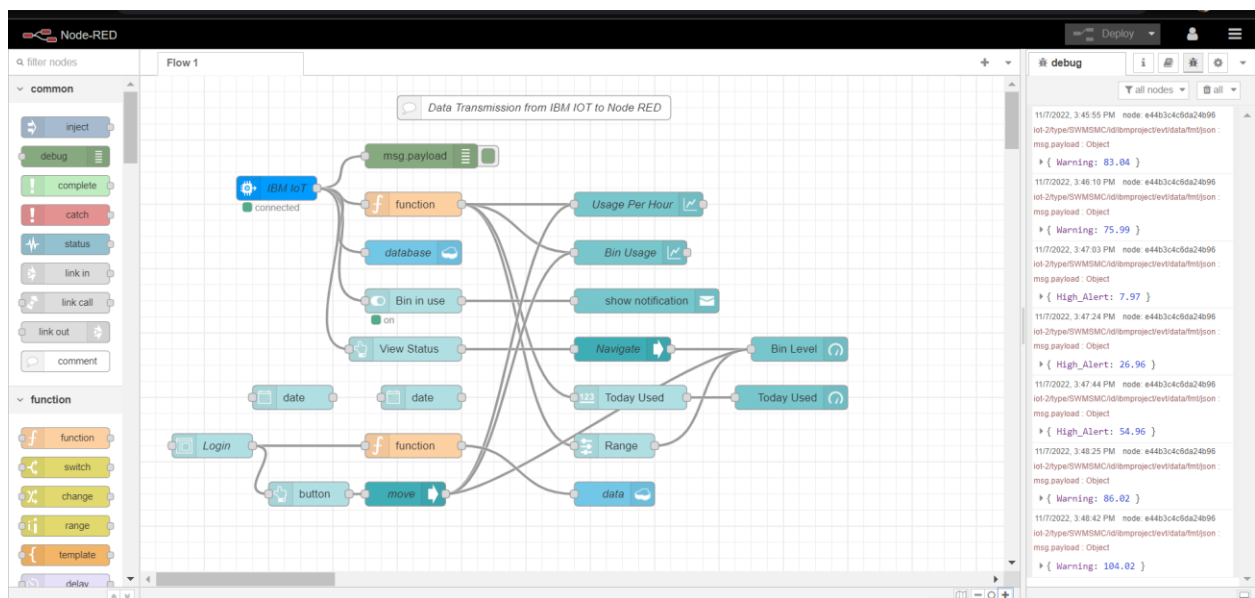 Node-RED
Deploy
filter nodes
Flow 1
debug
i
all nodes
all
common
inject
debug
complete
catch
status
link in
link call
link out
comment
function
function
switch
change
range
template
delay
Data Transmission from IBM IOT to Node RED
msg.payload
IBM IoT
connected
function
Usage Per Hour
database
Bin Usage
Bin in use
on
show notification
View Status
Navigate
Bin Level
date
date
123
Today Used
Today Used
Login
function
Range
button
move
data
11/7/2022, 3:45:55 PM node: e44b3c4c6da24b96
iot-2/type/SWMSMC/id/ibmproject/evt/data/fmt/json :
msg.payload : Object
{ Warning: 83.04 }
11/7/2022, 3:46:10 PM node: e44b3c4c6da24b96
iot-2/type/SWMSMC/id/ibmproject/evt/data/fmt/json :
msg.payload : Object
{ Warning: 75.99 }
11/7/2022, 3:47:03 PM node: e44b3c4c6da24b96
iot-2/type/SWMSMC/id/ibmproject/evt/data/fmt/json :
msg.payload : Object
{ High_Alert: 7.97 }
11/7/2022, 3:47:24 PM node: e44b3c4c6da24b96
iot-2/type/SWMSMC/id/ibmproject/evt/data/fmt/json :
msg.payload : Object
{ High_Alert: 26.96 }
11/7/2022, 3:47:44 PM node: e44b3c4c6da24b96
iot-2/type/SWMSMC/id/ibmproject/evt/data/fmt/json :
msg.payload : Object
{ High_Alert: 54.96 }
11/7/2022, 3:48:25 PM node: e44b3c4c6da24b96
iot-2/type/SWMSMC/id/ibmproject/evt/data/fmt/json :
msg.payload : Object
{ Warning: 86.02 }
11/7/2022, 3:48:42 PM node: e44b3c4c6da24b96
iot-2/type/SWMSMC/id/ibmproject/evt/data/fmt/json :
msg.payload : Object
{ Warning: 104.02 }